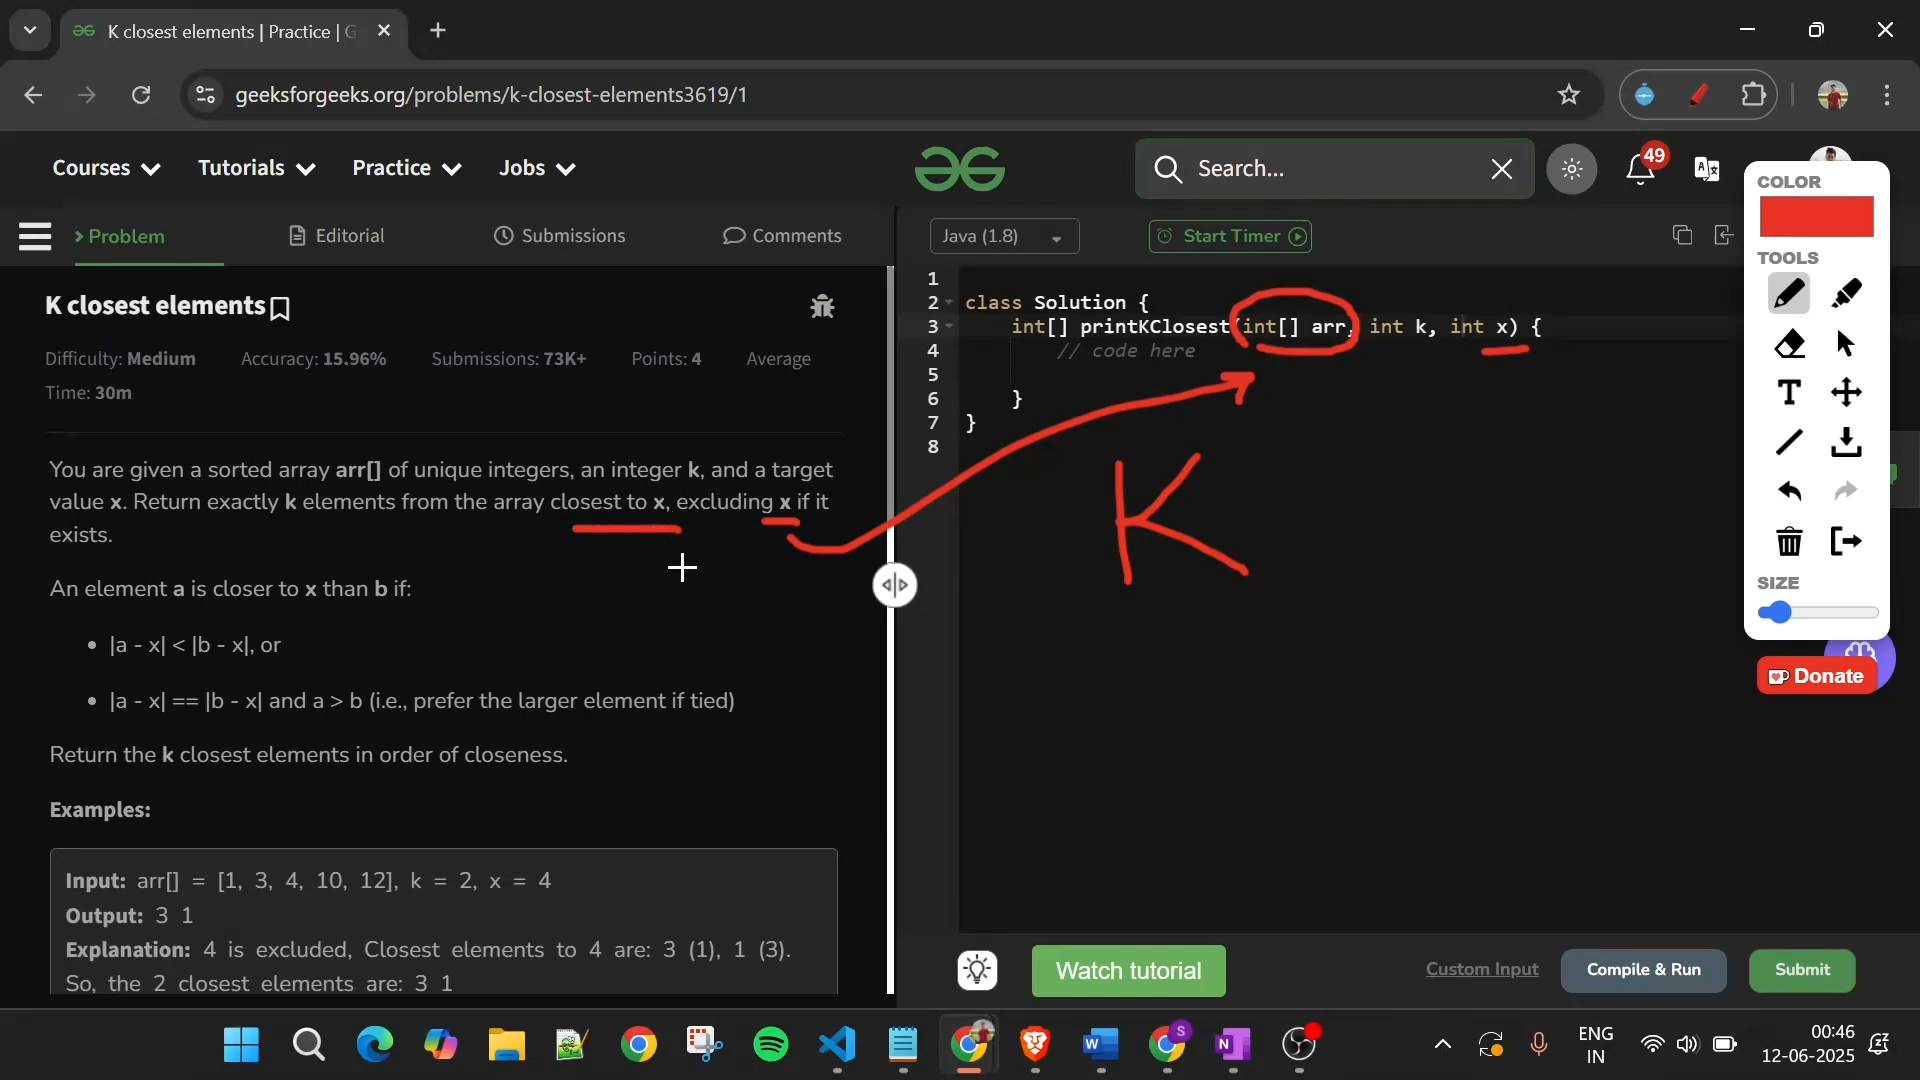 K closest elements | Practice | G
geeksforgeeks.org/problems/k-closest-elements3619/1
Courses
Tutorials
Practice
Jobs
Search...
49
COLOR
TOOLS
SIZE
Donate
Problem
Editorial
Submissions
Comments
Java (1.8)
Start Timer
K closest elements
Difficulty: Medium Accuracy: 15.96% Submissions: 73K+ Points: 4 Average
Time: 30m
You are given a sorted array arr[] of unique integers, an integer k, and a target
value x. Return exactly k elements from the array closest to x, excluding x if it
exists.
An element a is closer to x than b if:
• |a - x| < |b - x|, or
• |a - x| == |b - x| and a > b (i.e., prefer the larger element if tied)
Return the k closest elements in order of closeness.
Examples:
Input: arr[] = [1, 3, 4, 10, 12], k = 2, x = 4
Output: 3 1
Explanation: 4 is excluded, Closest elements to 4 are: 3 (1), 1 (3).
So, the 2 closest elements are: 3 1
1
2 class Solution {
3 int[] printKClosest(int[] arr, int k, int x) {
4 // code here
5
6 }
7 }
8
K
Watch tutorial
Custom Input
Compile & Run
Submit
S
W
N
ENG
IN
00:46
12-06-2025